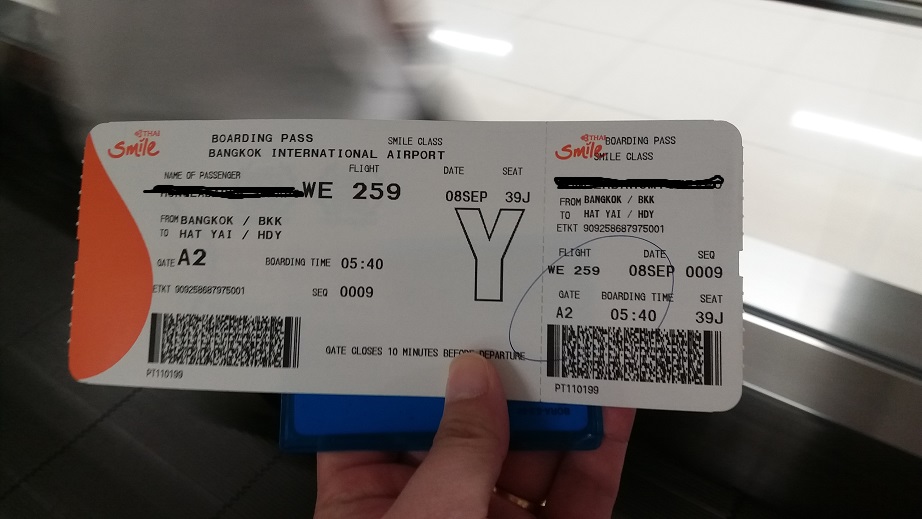 THAI
Smile
BOARDING PASS SMILE CLASS
BANGKOK INTERNATIONAL AIRPORT
NAME OF PASSENGER
FLIGHT DATE SEAT
WE 259 08SEP 39J
FROM BANGKOK / BKK
TO HAT YAI / HDY
Y
GATE A2 BOARDING TIME 05:40
ETKT 909258687975001 SEQ 0009
GATE CLOSES 10 MINUTES BEFORE DEPARTURE
PT110199
THAI
Smile
BOARDING PASS
SMILE CLASS
FROM BANGKOK / BKK
TO HAT YAI / HDY
ETKT 909258687975001
FLIGHT DATE SEQ
WE 259 08SEP 0009
GATE BOARDING TIME SEAT
A2 05:40 39J
PT110199